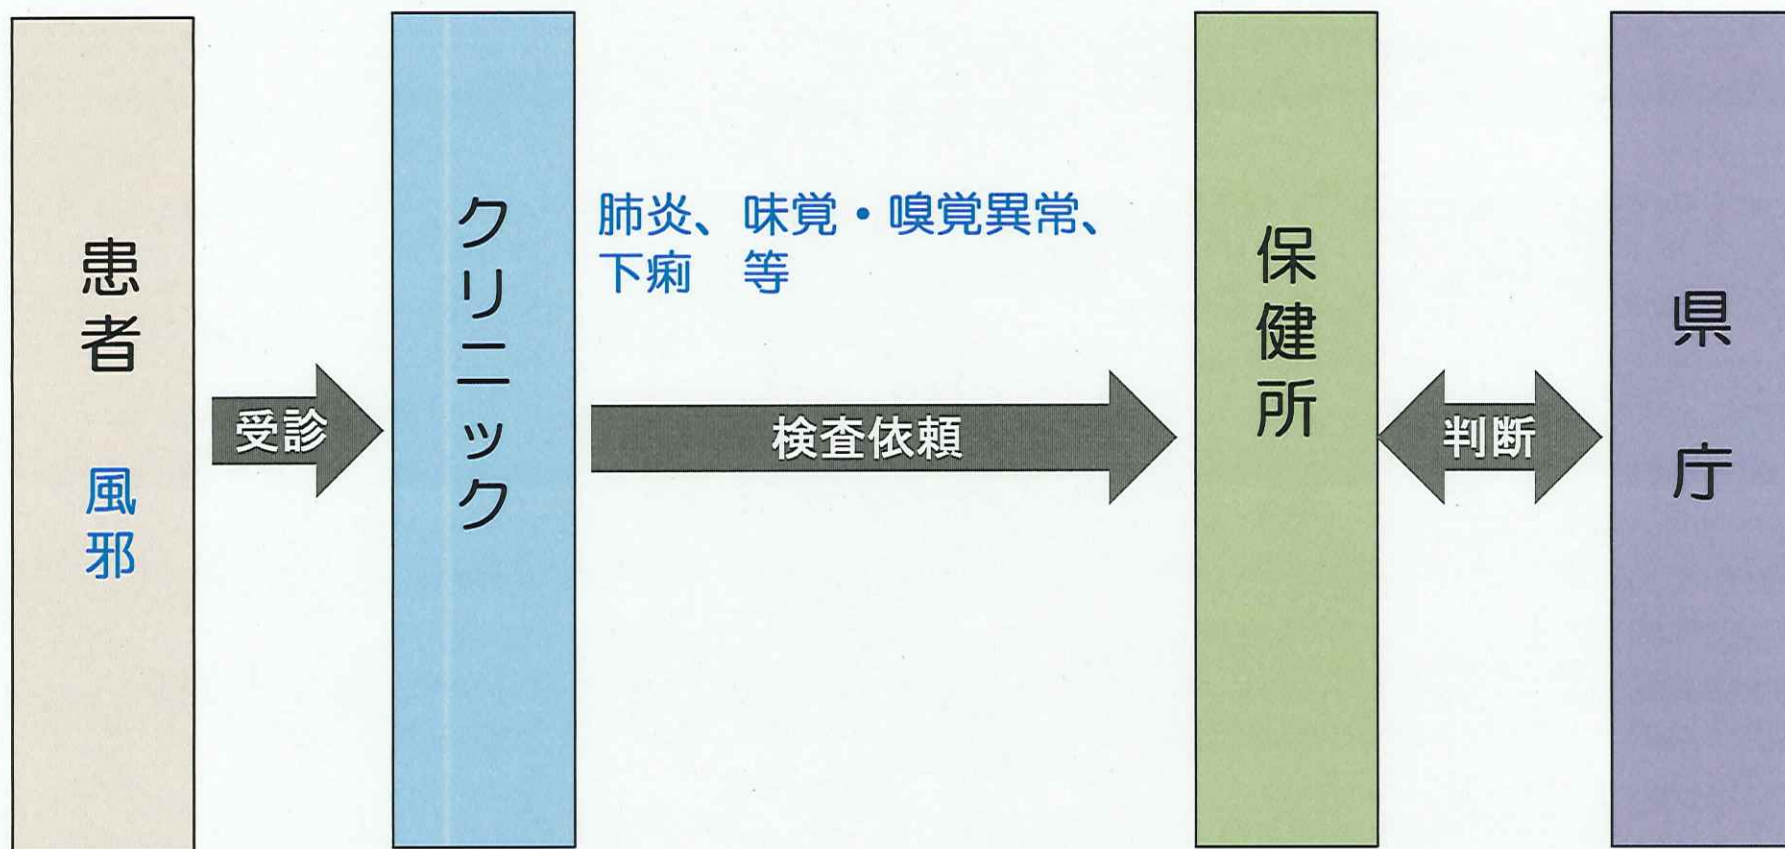 患者 風邪
受診
クリニック
肺炎、味覚・嗅覚異常、
下痢 等
検査依頼
保健所
判断
県庁